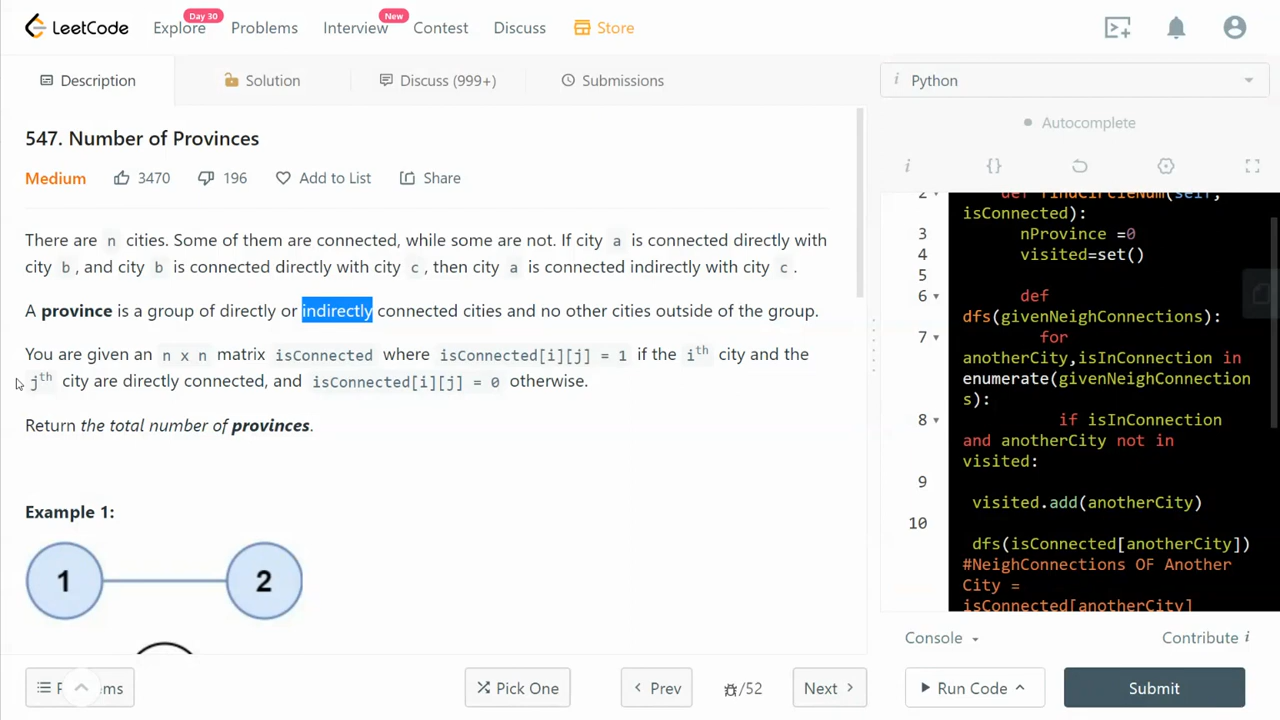 LeetCode
Explore
Day 30
Problems
Interview
New
Contest
Discuss
Store
Description
Solution
Discuss (999+)
Submissions
i Python
Autocomplete
547. Number of Provinces
Medium
3470
196
Add to List
Share
i
{}
There are n cities. Some of them are connected, while some are not. If city a is connected directly with
city b , and city b is connected directly with city c , then city a is connected indirectly with city c .
A province is a group of directly or indirectly connected cities and no other cities outside of the group.
You are given an n x n matrix isConnected where isConnected[i][j] = 1 if the ith city and the
jth city are directly connected, and isConnected[i][j] = 0 otherwise.
Return the total number of provinces.
Example 1:
1
2
2 def findCircleNum(self,
isConnected):
3 nProvince =0
4 visited=set()
5
6 def
dfs(givenNeighConnections):
7 for
anotherCity,isInConnection in
enumerate(givenNeighConnection
s):
8 if isInConnection
and anotherCity not in
visited:
9
visited.add(anotherCity)
10
dfs(isConnected[anotherCity])
#NeighConnections OF Another
City =
isConnected[anotherCity]
Console
Contribute i
Pick One
Prev
/52
Next
Run Code
Submit